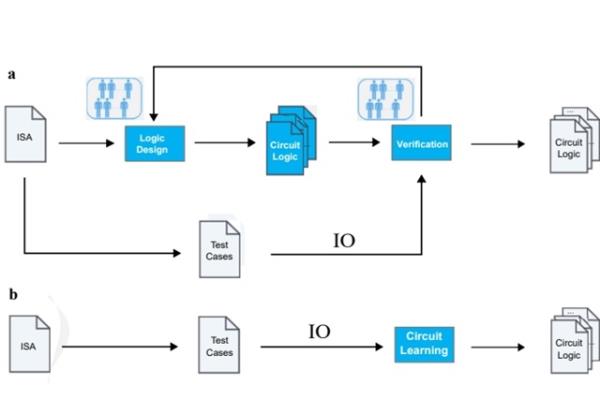 a
ISA
Logic
Design
Circuit
Logic
Verification
...
Circuit
Logic
Test
Cases
IO
b
ISA
Test
Cases
IO
Circuit
Learning
...
Circuit
Logic